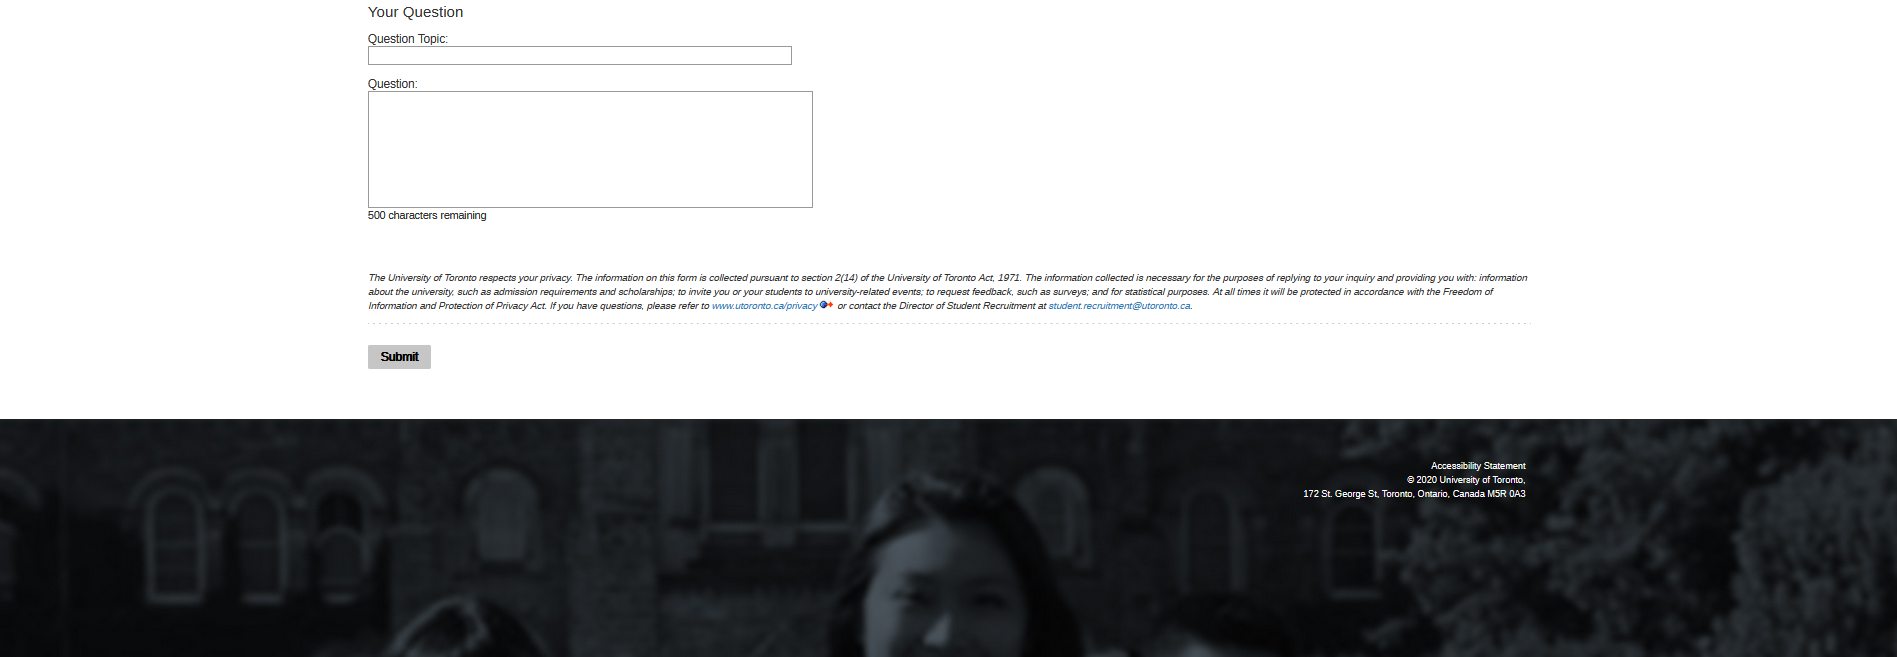 Your Question
Question Topic:
Question:
500 characters remaining
The University of Toronto respects your privacy. The information on this form is collected pursuant to section 2(14) of the University of Toronto Act, 1971. The information collected is necessary for the purposes of replying to your inquiry and providing you with: information
about the university, such as admission requirements and scholarships; to invite you or your students to university-related events; to request feedback, such as surveys; and for statistical purposes. At all times it will be protected in accordance with the Freedom of
Information and Protection of Privacy Act. If you have questions, please refer to www.utoronto.ca/privacy or contact the Director of Student Recruitment at student.recruitment@utoronto.ca.
Submit
Accessibility Statement
© 2020 University of Toronto,
172 St. George St, Toronto, Ontario, Canada M5R 0A3